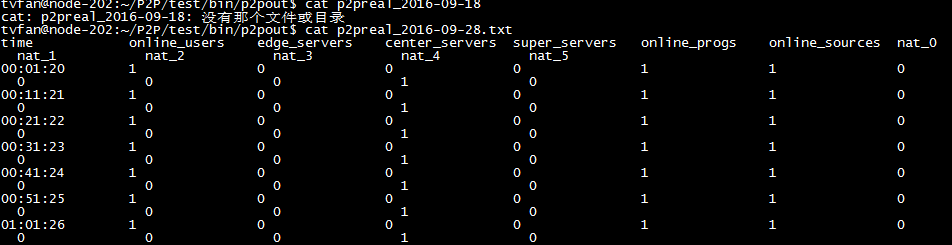 tvfan@node-202:~/P2P/test/bin/p2pout$ cat p2preal_2016-09-18
cat: p2preal_2016-09-18: 没有那个文件或目录
tvfan@node-202:~/P2P/test/bin/p2pout$ cat p2preal_2016-09-28.txt
time online_users edge_servers center_servers super_servers online_progs online_sources nat_0
nat_1 nat_2 nat_3 nat_4 nat_5
00:01:20 1 0 0 0 1 1 0
0 0 0 1 0
00:11:21 1 0 0 0 1 1 0
0 0 0 1 0
00:21:22 1 0 0 0 1 1 0
0 0 0 1 0
00:31:23 1 0 0 0 1 1 0
0 0 0 1 0
00:41:24 1 0 0 0 1 1 0
0 0 0 1 0
00:51:25 1 0 0 0 1 1 0
0 0 0 1 0
01:01:26 1 0 0 0 1 1 0
0 0 0 1 0